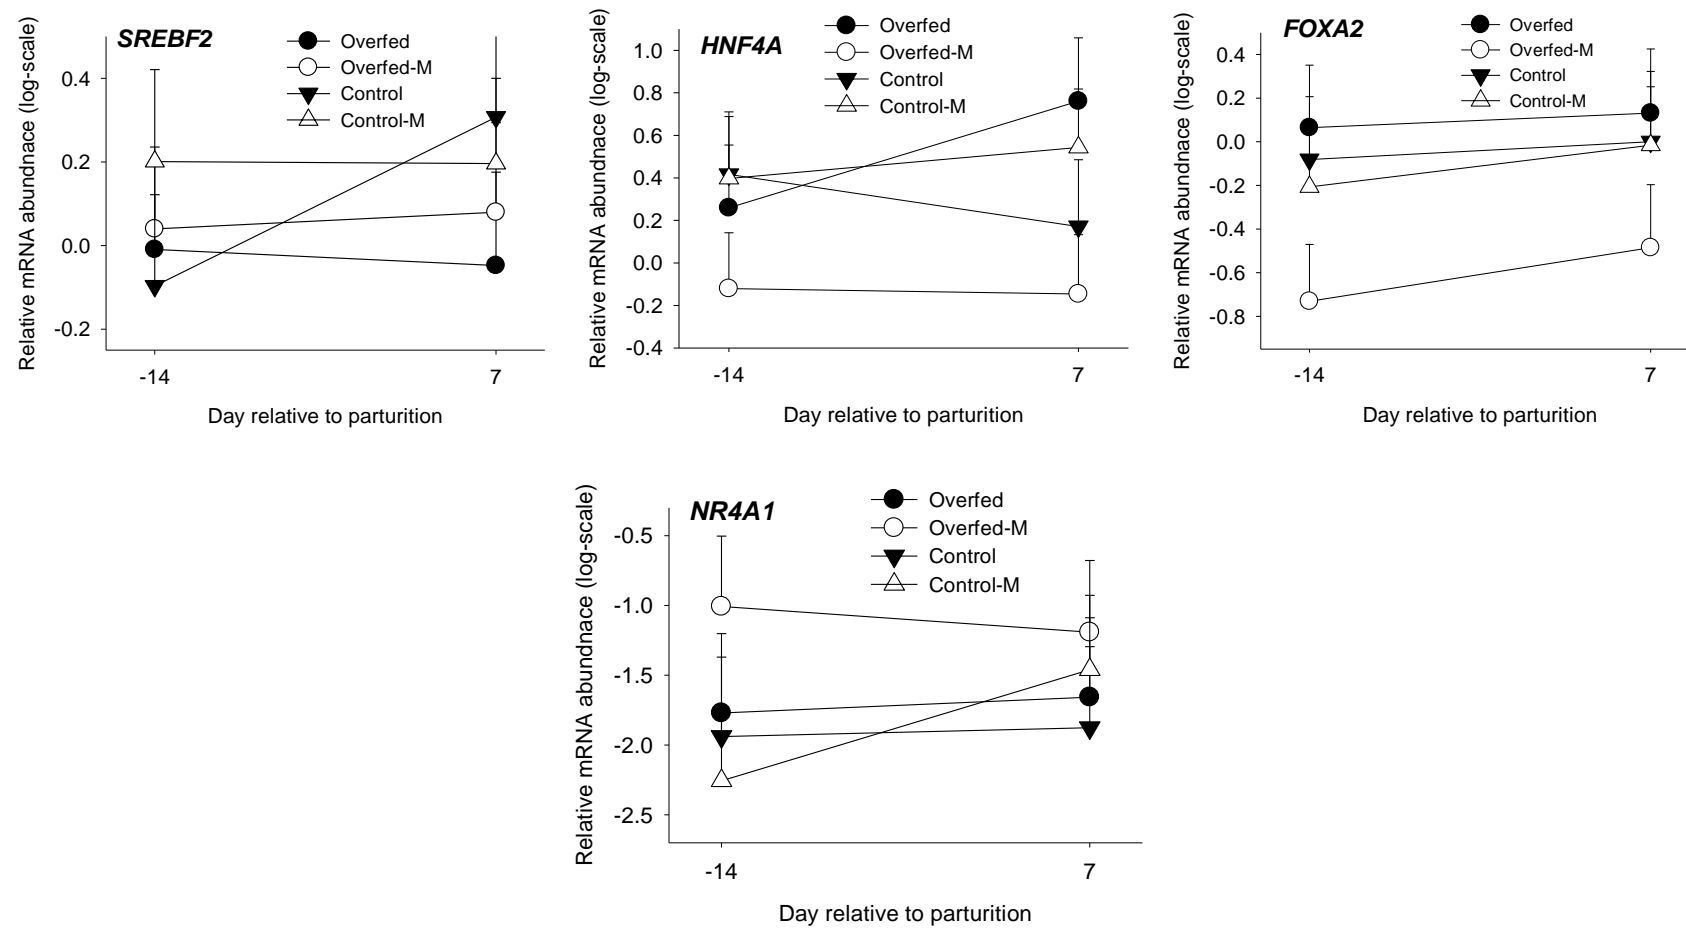 SREBF2
Overfed
Overfed-M
Control
Control-M
Relative mRNA abundnace (log-scale)
0.4
0.2
0.0
-0.2
-14
7
Day relative to parturition
HNF4A
Overfed
Overfed-M
Control
Control-M
Relative mRNA abundnace (log-scale)
1.0
0.8
0.6
0.4
0.2
0.0
-0.2
-0.4
-14
7
Day relative to parturition
FOXA2
Overfed
Overfed-M
Control
Control-M
Relative mRNA abundnace (log-scale)
0.4
0.2
0.0
-0.2
-0.4
-0.6
-0.8
-14
7
Day relative to parturition
NR4A1
Overfed
Overfed-M
Control
Control-M
Relative mRNA abundnace (log-scale)
-0.5
-1.0
-1.5
-2.0
-2.5
-14
7
Day relative to parturition